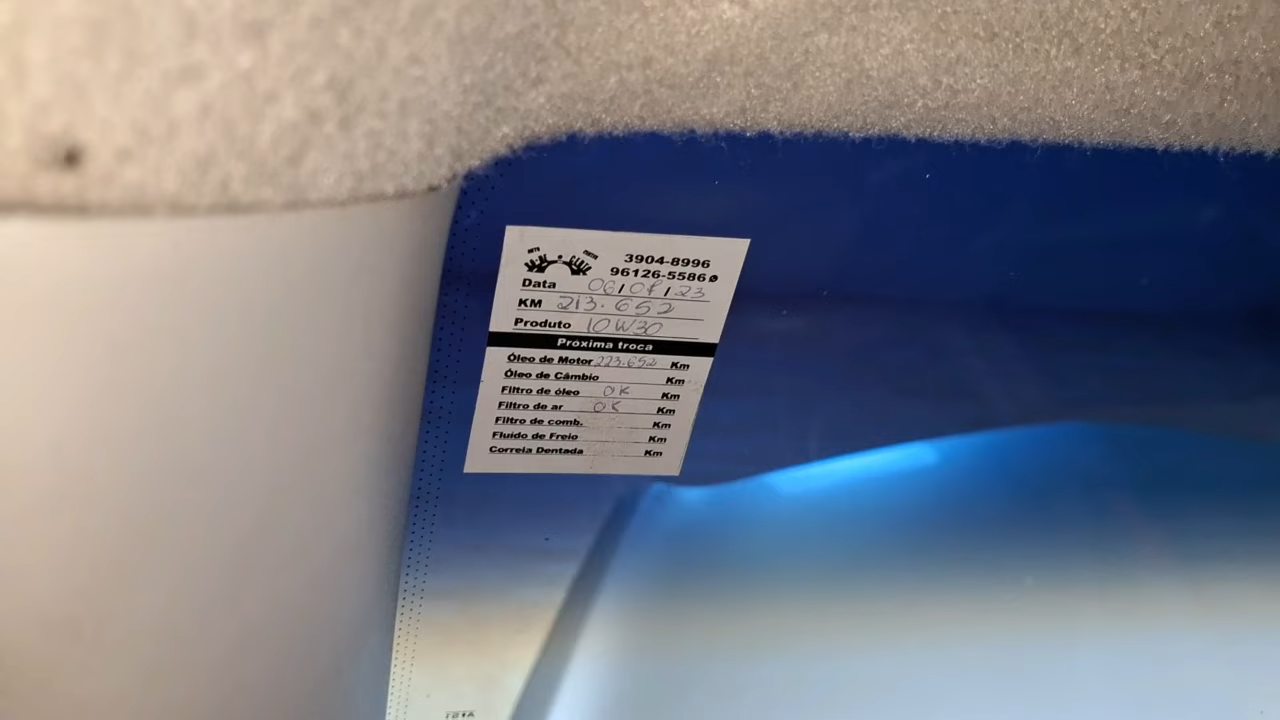 3904-8996
96126-5586
Data 06/08/23
KM 213.652
Produto 10W30
Próxima troca
Óleo de Motor 223.652 Km
Óleo de Câmbio Km
Filtro de óleo OK Km
Filtro de ar OK Km
Filtro de comb. Km
Fluído de Freio Km
Correia Dentada Km